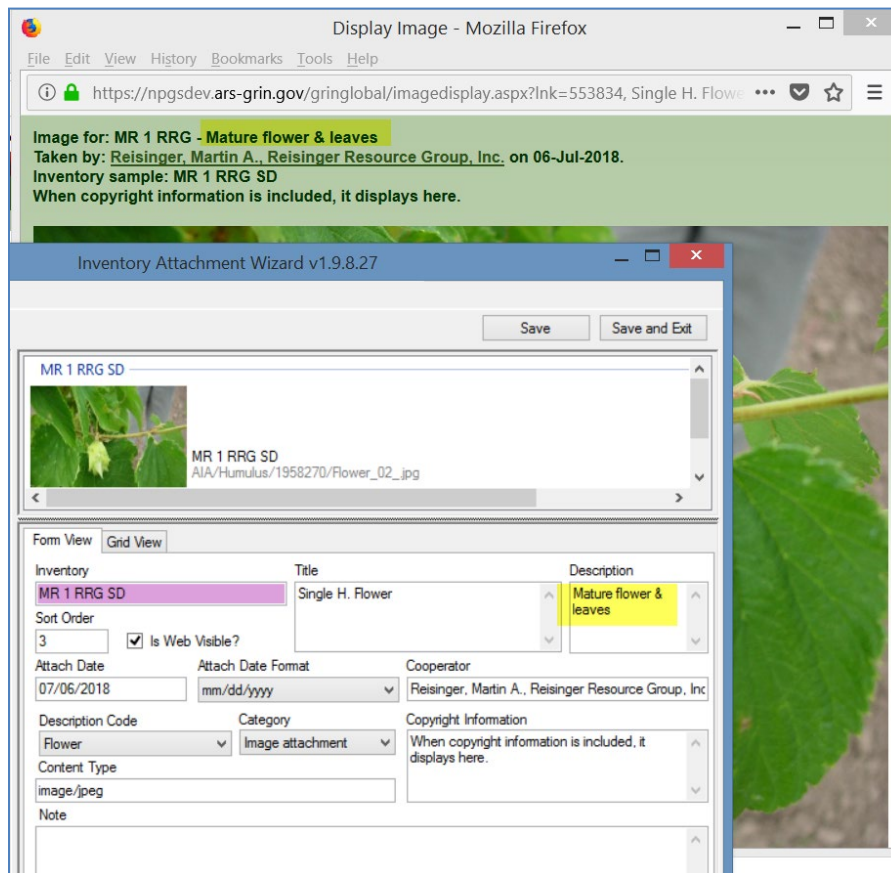 Display Image - Mozilla Firefox
File Edit View History Bookmarks Tools Help
https://npgsdev.ars-grin.gov/gringlobal/imagedisplay.aspx?lnk=553834, Single H. Flowe
Image for: MR 1 RRG - Mature flower & leaves
Taken by: Reisinger, Martin A., Reisinger Resource Group, Inc. on 06-Jul-2018.
Inventory sample: MR 1 RRG SD
When copyright information is included, it displays here.
Inventory Attachment Wizard v1.9.8.27
Save Save and Exit
MR 1 RRG SD
MR 1 RRG SD
AIA/Humulus/1958270/Flower_02_.jpg
Form View Grid View
Inventory Title Description
MR 1 RRG SD Single H. Flower Mature flower &
leaves
Sort Order
3 Is Web Visible?
Attach Date Attach Date Format Cooperator
07/06/2018 mm/dd/yyyy Reisinger, Martin A., Reisinger Resource Group, Inc
Description Code Category Copyright Information
Flower Image attachment When copyright information is included, it
displays here.
Content Type
image/jpeg
Note